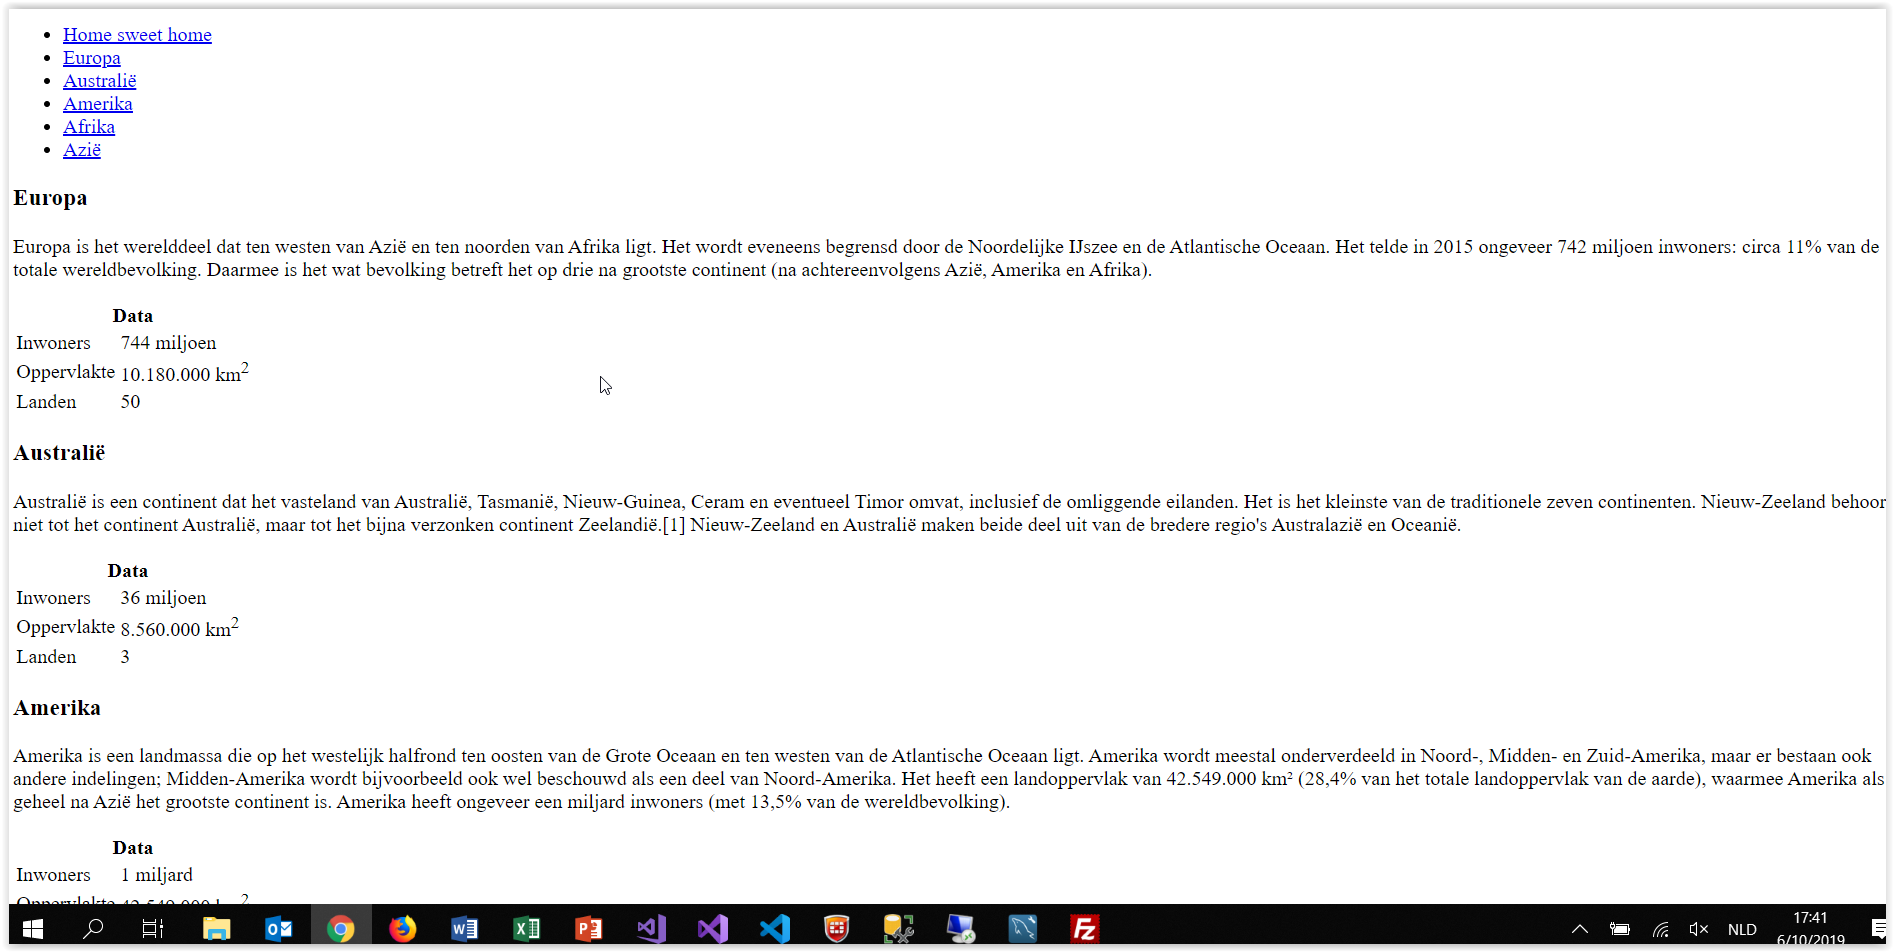 Home sweet home
Europa
Australië
Amerika
Afrika
Azië
Europa
Europa is het werelddeel dat ten westen van Azië en ten noorden van Afrika ligt. Het wordt eveneens begrensd door de Noordelijke IJszee en de Atlantische Oceaan. Het telde in 2015 ongeveer 742 miljoen inwoners: circa 11% van de
totale wereldbevolking. Daarmee is het wat bevolking betreft het op drie na grootste continent (na achtereenvolgens Azië, Amerika en Afrika).
Data
Inwoners 744 miljoen
Oppervlakte 10.180.000 km²
Landen 50
Australië
Australië is een continent dat het vasteland van Australië, Tasmanië, Nieuw-Guinea, Ceram en eventueel Timor omvat, inclusief de omliggende eilanden. Het is het kleinste van de traditionele zeven continenten. Nieuw-Zeeland behoor
niet tot het continent Australië, maar tot het bijna verzonken continent Zeelandië.[1] Nieuw-Zeeland en Australië maken beide deel uit van de bredere regio's Australazië en Oceanië.
Data
Inwoners 36 miljoen
Oppervlakte 8.560.000 km²
Landen 3
Amerika
Amerika is een landmassa die op het westelijk halfrond ten oosten van de Grote Oceaan en ten westen van de Atlantische Oceaan ligt. Amerika wordt meestal onderverdeeld in Noord-, Midden- en Zuid-Amerika, maar er bestaan ook
andere indelingen; Midden-Amerika wordt bijvoorbeeld ook wel beschouwd als een deel van Noord-Amerika. Het heeft een landoppervlak van 42.549.000 km² (28,4% van het totale landoppervlak van de aarde), waarmee Amerika als
geheel na Azië het grootste continent is. Amerika heeft ongeveer een miljard inwoners (met 13,5% van de wereldbevolking).
Data
Inwoners 1 miljard
Oppervlakte
NLD
17:41
6/10/2019